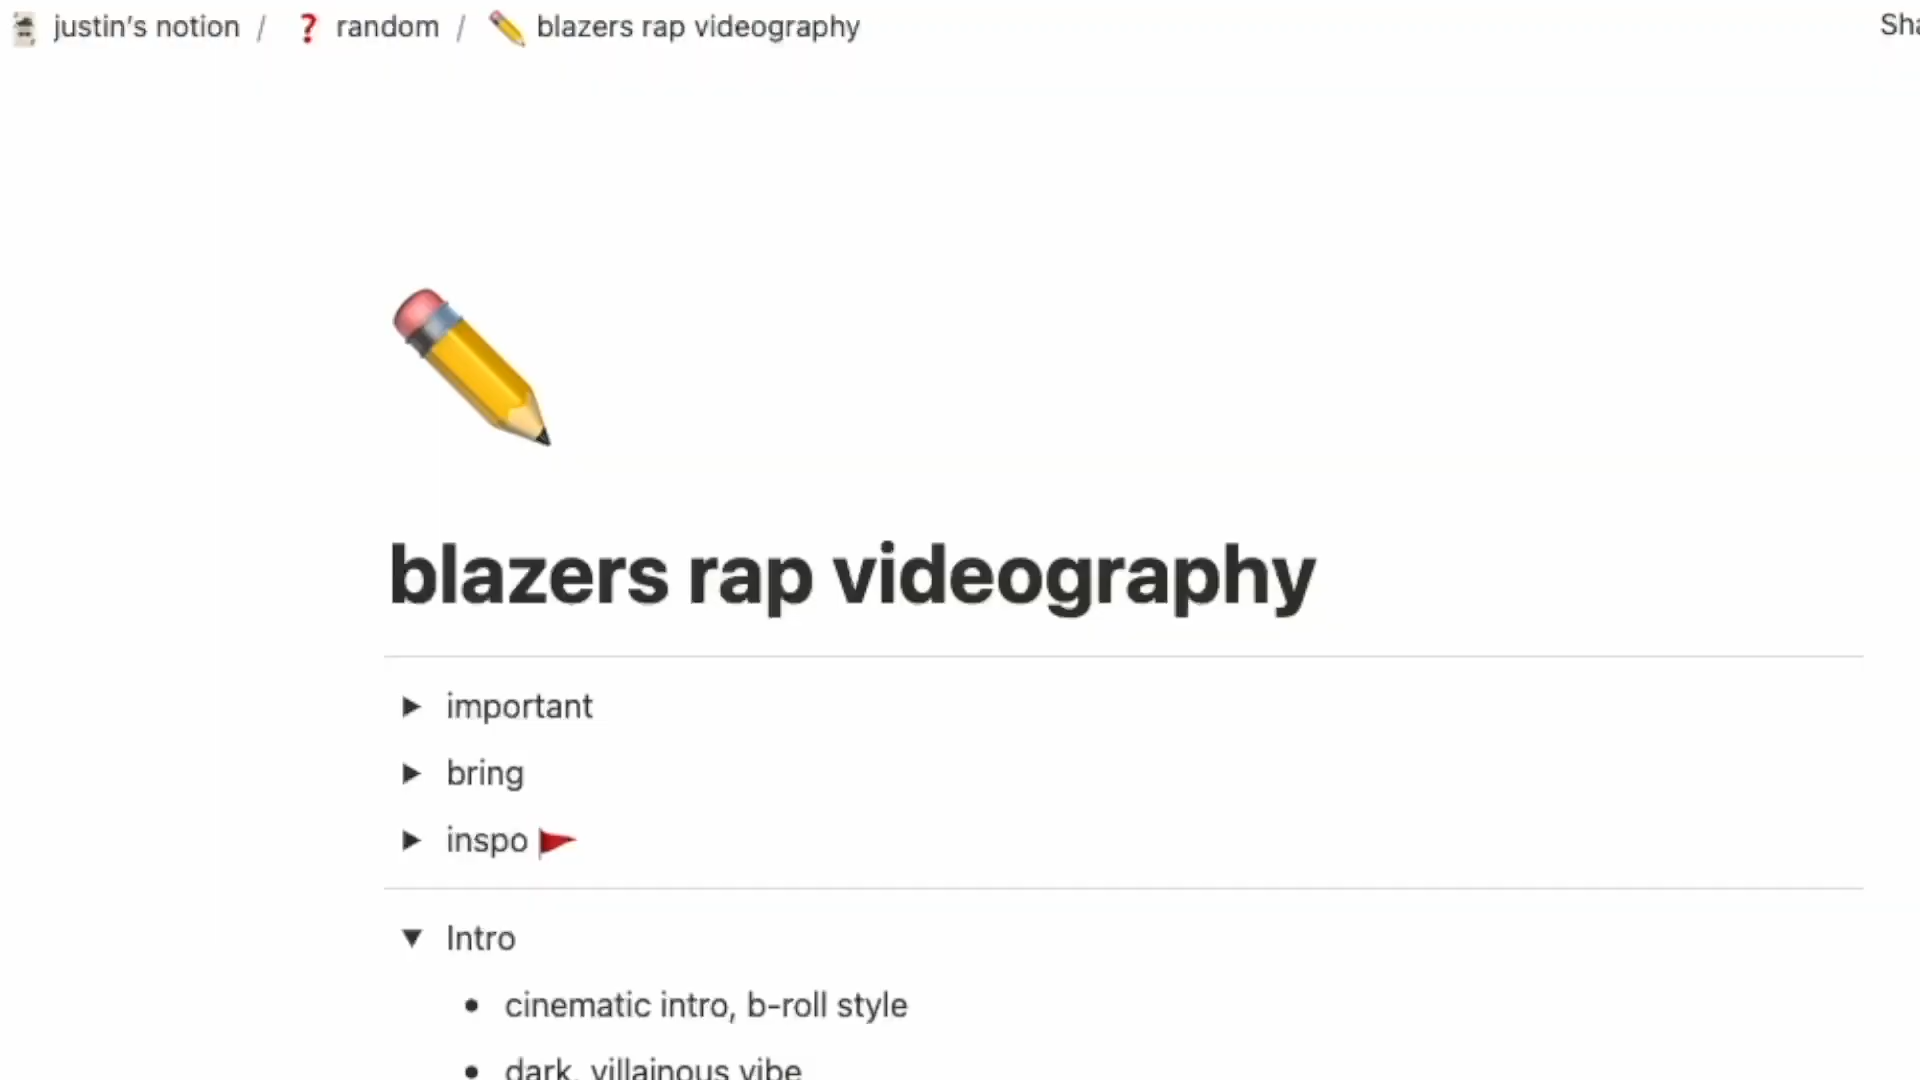 justin's notion / random / blazers rap videography
blazers rap videography
important
bring
inspo
Intro
cinematic intro, b-roll style
dark, villainous vibe